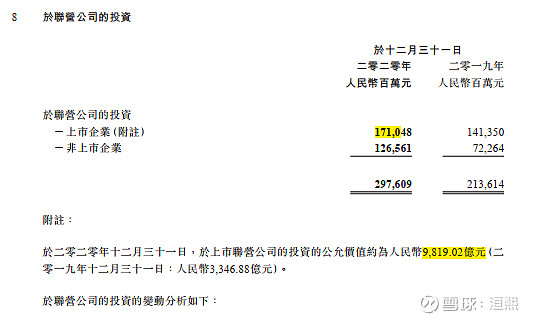 8 於聯營公司的投資
於十二月三十一日
二零二零年 二零一九年
人民幣百萬元 人民幣百萬元
於聯營公司的投資
－上市企業(附註) 171,048 141,350
－非上市企業 126,561 72,264
297,609 213,614
附註：
於二零二零年十二月三十一日，於上市聯營公司的投資的公允價值約為人民幣9,819.02億元(二
零一九年十二月三十一日：人民幣3,346.88億元)。
於聯營公司的投資的變動分析如下：
雪球：洹熙